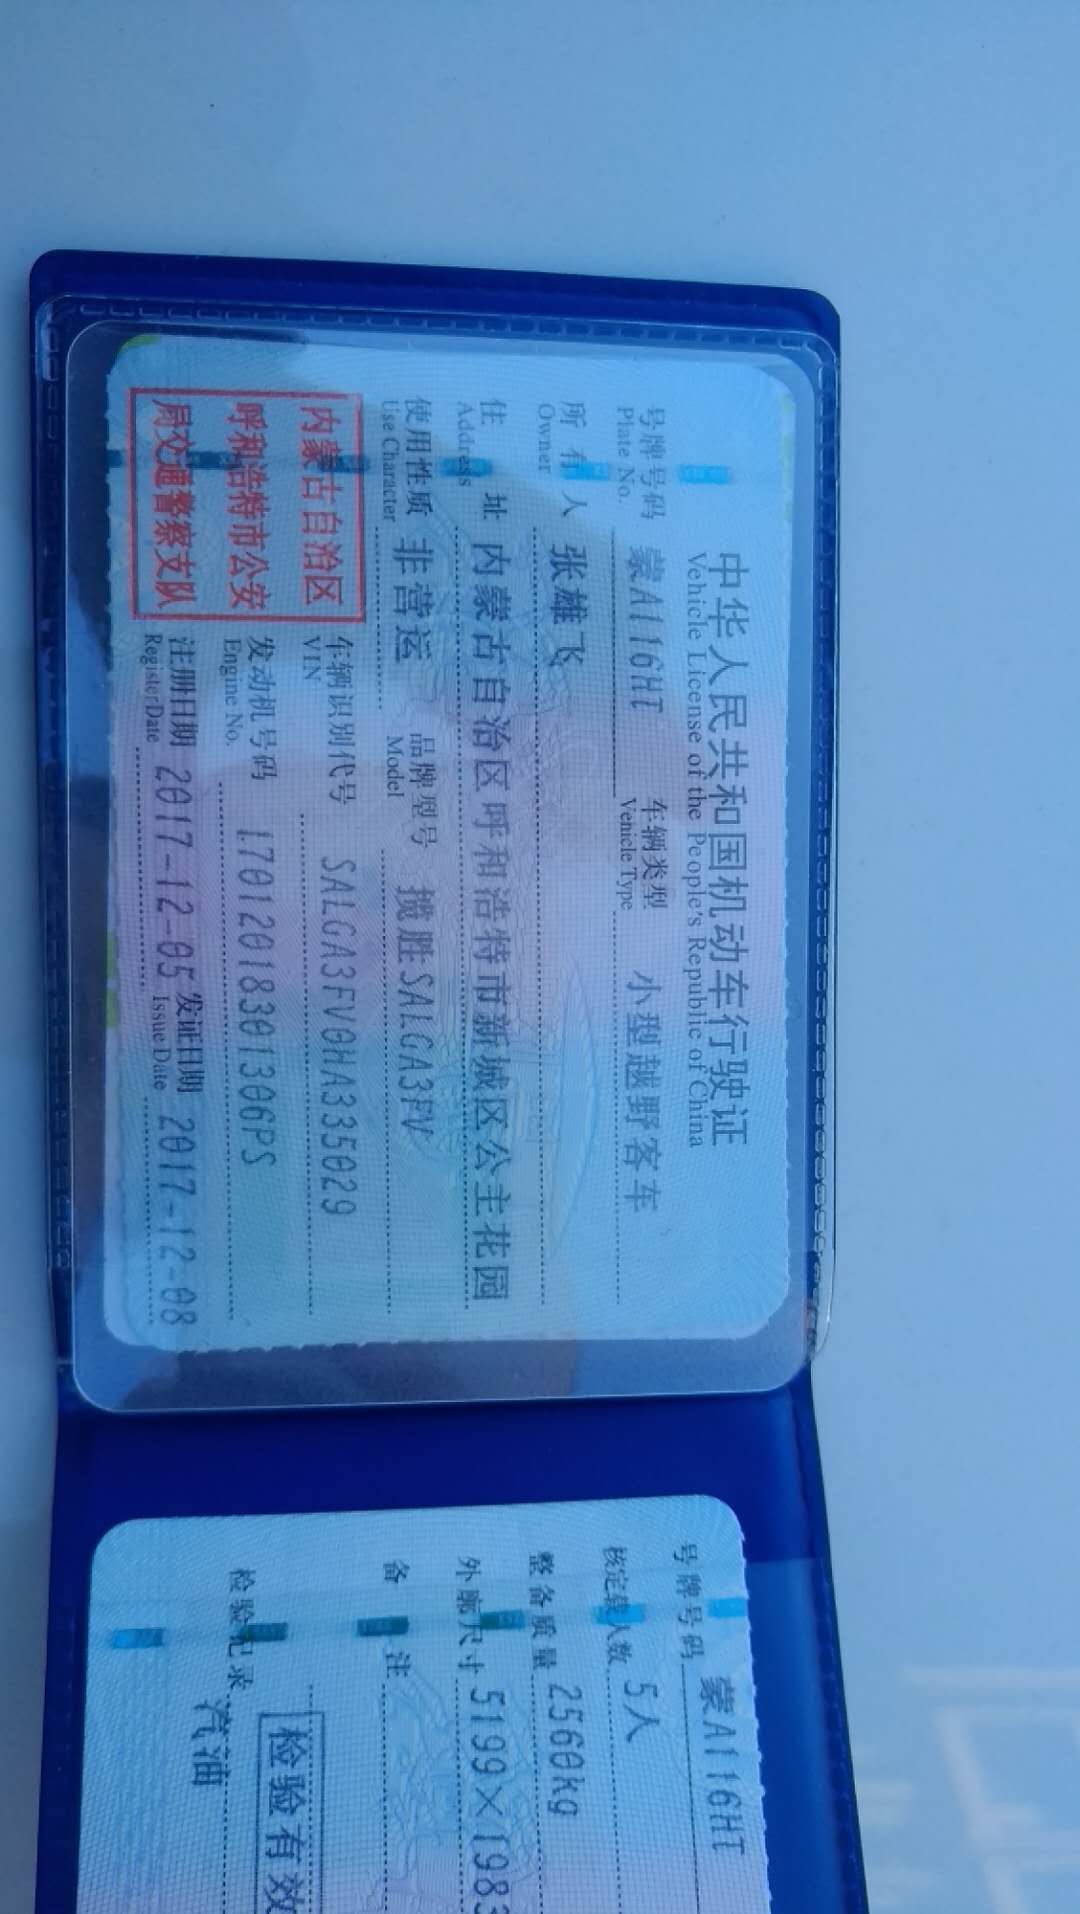 中华人民共和国机动车行驶证
Vehicle License of the People's Republic of China
号牌号码 蒙A116HT 车辆类型 小型越野客车
Plate No. Vehicle Type
所有人 张雄飞
Owner
住址 内蒙古自治区呼和浩特市新城区公主花园
Address
使用性质 非营运 品牌型号 揽胜SALGA3FV
Use Character Model
车辆识别代号 SALGA3FV0HA335029
VIN
发动机号码 17012018301306PS
Engine No.
注册日期 2017-12-05 发证日期 2017-12-08
Register Date Issue Date
内蒙古自治区
呼和浩特市公安
局交通警察支队
号牌号码 蒙A116HT
核定载人数 5人
整备质量 2560kg
外廓尺寸 5199×1983
备注
检验有效
检验记录
汽油